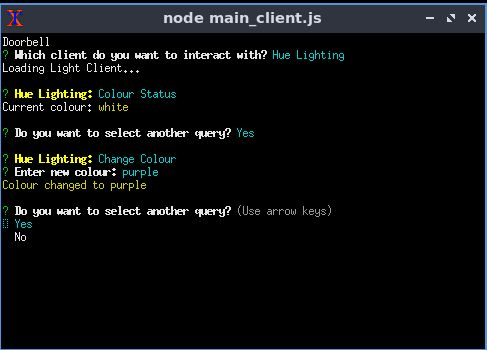 node main_client.js
Doorbell
? Which client do you want to interact with? Hue Lighting
Loading Light Client...
? Hue Lighting: Colour Status
Current colour: white
? Do you want to select another query? Yes
? Hue Lighting: Change Colour
? Enter new colour: purple
Colour changed to purple
? Do you want to select another query? (Use arrow keys)
Yes
No